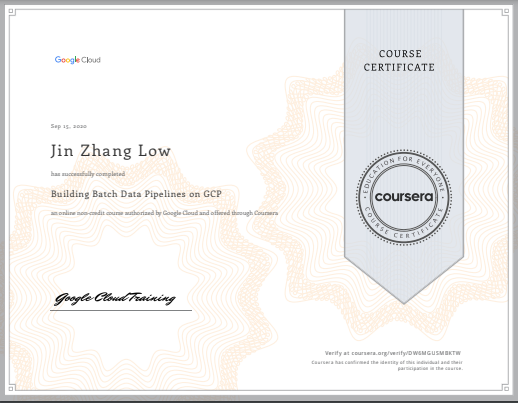 Google Cloud
COURSE
CERTIFICATE
Sep 15, 2020
Jin Zhang Low
has successfully completed
Building Batch Data Pipelines on GCP
an online non-credit course authorized by Google Cloud and offered through Coursera
EDUCATION FOR EVERYONE
coursera
COURSE CERTIFICATE
Google Cloud Training
Verify at coursera.org/verify/DW6MGUSMBKTW
Coursera has confirmed the identity of this individual and their
participation in the course.